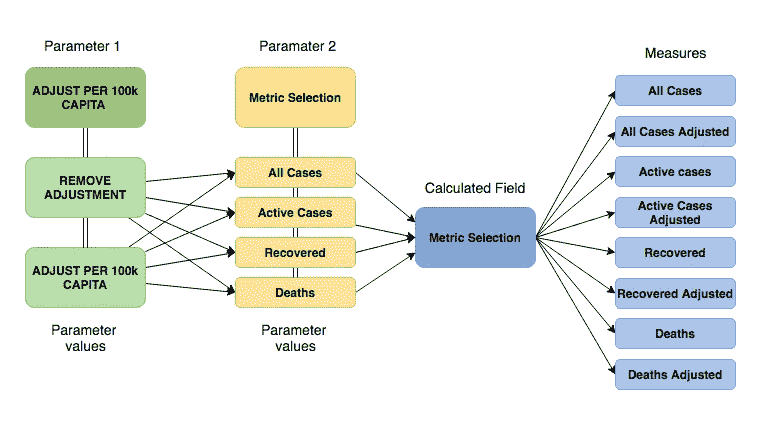 Parameter 1
ADJUST PER 100k
CAPITA
REMOVE
ADJUSTMENT
ADJUST PER 100k
CAPITA
Parameter
values
Paramater 2
Metric Selection
All Cases
Active Cases
Recovered
Deaths
Parameter
values
Calculated Field
Metric Selection
Measures
All Cases
All Cases Adjusted
Active cases
Active Cases
Adjusted
Recovered
Recovered Adjusted
Deaths
Deaths Adjusted